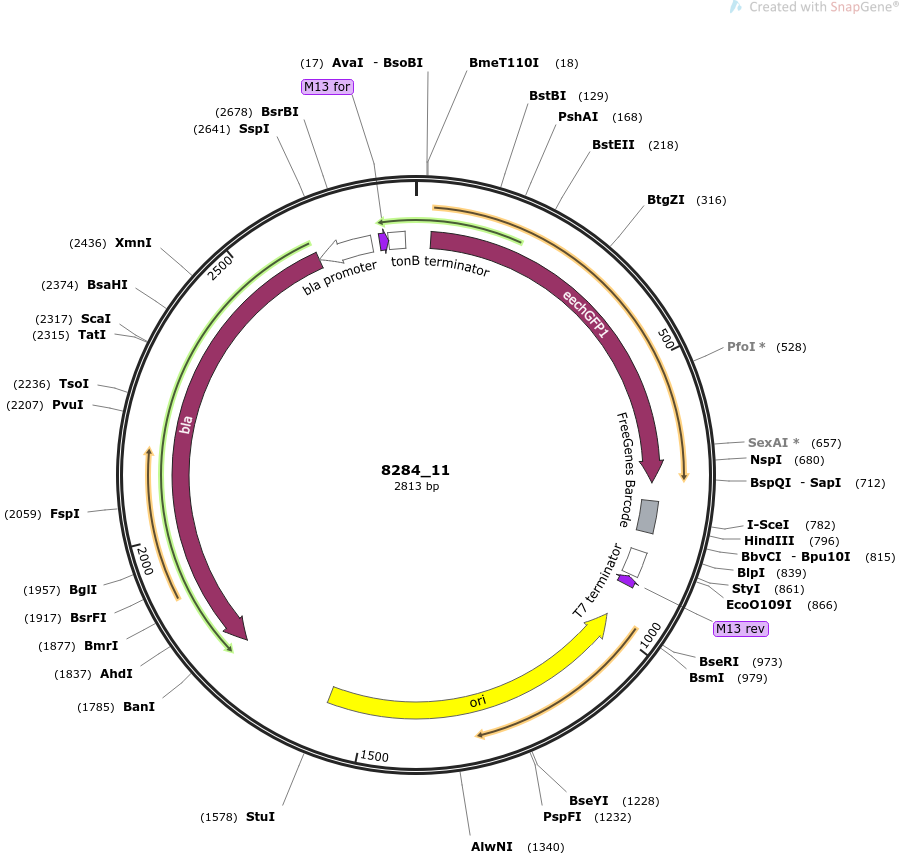 Created with SnapGene®
(17) AvaI - BsoBI
BmeT110I (18)
M13 for
BstBI (129)
(2678) BsrBI
PshAI (168)
(2641) SspI
BstEII (218)
BtgZI (316)
(2436) XmnI
2500
bla promoter
tonB terminator
(2374) BsaHI
eechGFP1
(2317) ScaI
(2315) TatI
500
PfoI * (528)
(2236) TsoI
(2207) PvuI
bla
FreeGenes Barcode
SexAI * (657)
NspI (680)
8284_11
2813 bp
BspQI - SapI (712)
(2059) FspI
I-SceI (782)
HindIII (796)
BbvCI - Bpu10I (815)
2000
T7 terminator
BlpI (839)
(1957) BglI
StyI (861)
EcoO109I (866)
(1917) BsrFI
M13 rev
(1877) BmrI
1000
BseRI (973)
(1837) AhdI
BsmI (979)
(1785) BanI
ori
1500
BseYI (1228)
(1578) StuI
PspFI (1232)
AlwNI (1340)